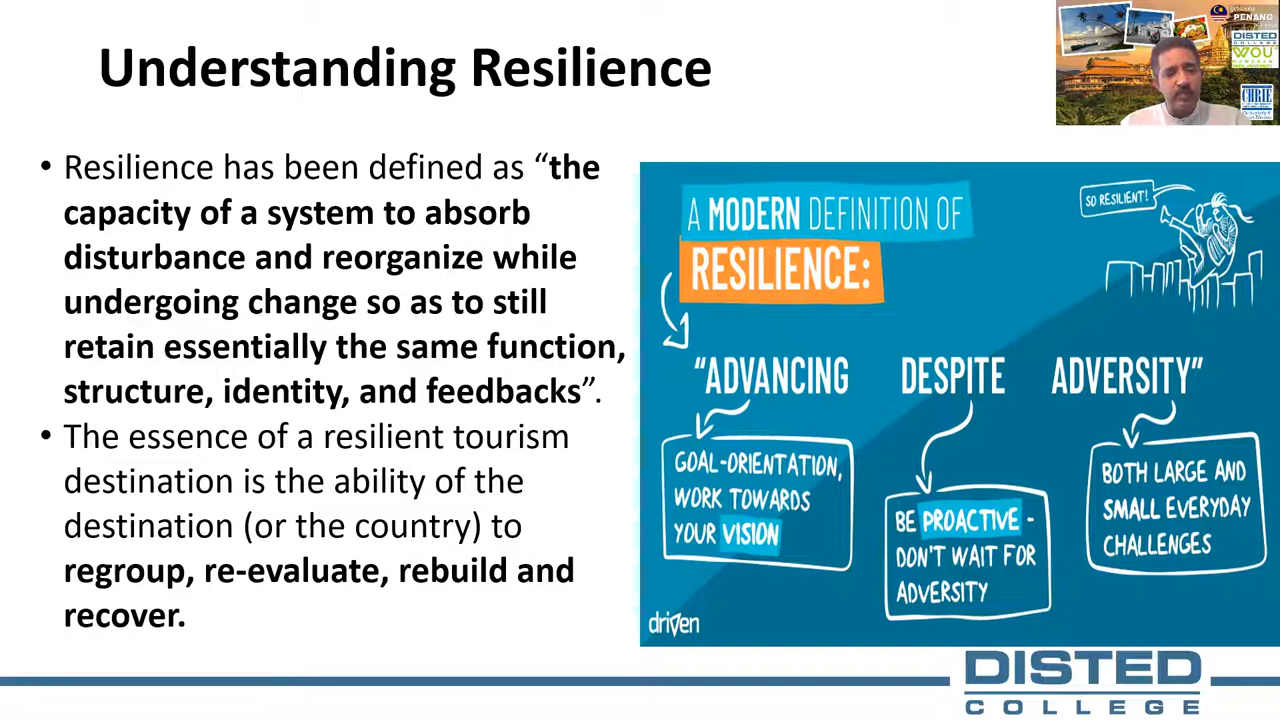 Understanding Resilience
• Resilience has been defined as “the
capacity of a system to absorb
disturbance and reorganize while
undergoing change so as to still
retain essentially the same function,
structure, identity, and feedbacks”.
• The essence of a resilient tourism
destination is the ability of the
destination (or the country) to
regroup, re-evaluate, rebuild and
recover.
PENANG
DISTED
COLLEGE
WOU
CHRIE
A MODERN DEFINITION OF
RESILIENCE:
SO RESILIENT!
“ADVANCING DESPITE ADVERSITY”
GOAL-ORIENTATION,
WORK TOWARDS
YOUR VISION
BE PROACTIVE -
DON'T WAIT FOR
ADVERSITY
BOTH LARGE AND
SMALL EVERYDAY
CHALLENGES
driven
DISTED
COLLEGE